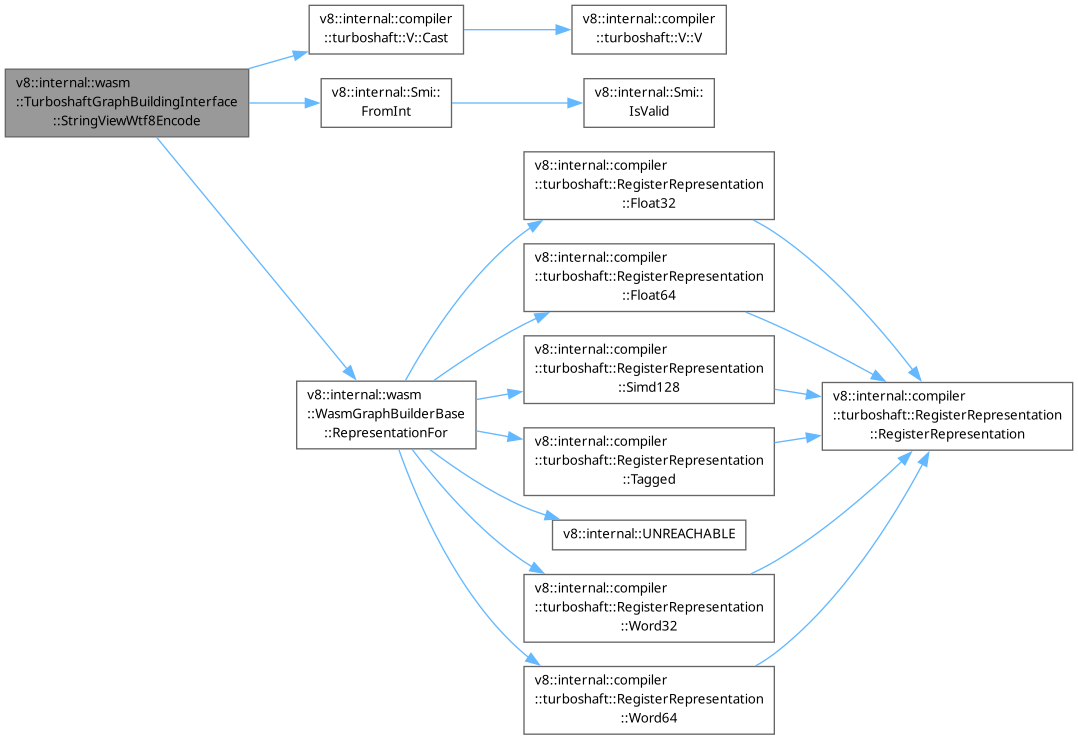 v8::internal::compiler
::turboshaft::V::Cast
v8::internal::compiler
::turboshaft::V::V
v8::internal::wasm
::TurboshaftGraphBuildingInterface
::StringViewWtf8Encode
v8::internal::Smi::
FromInt
v8::internal::Smi::
IsValid
v8::internal::compiler
::turboshaft::RegisterRepresentation
::Float32
v8::internal::compiler
::turboshaft::RegisterRepresentation
::Float64
v8::internal::compiler
::turboshaft::RegisterRepresentation
::Simd128
v8::internal::wasm
::WasmGraphBuilderBase
::RepresentationFor
v8::internal::compiler
::turboshaft::RegisterRepresentation
::RegisterRepresentation
v8::internal::compiler
::turboshaft::RegisterRepresentation
::Tagged
v8::internal::UNREACHABLE
v8::internal::compiler
::turboshaft::RegisterRepresentation
::Word32
v8::internal::compiler
::turboshaft::RegisterRepresentation
::Word64